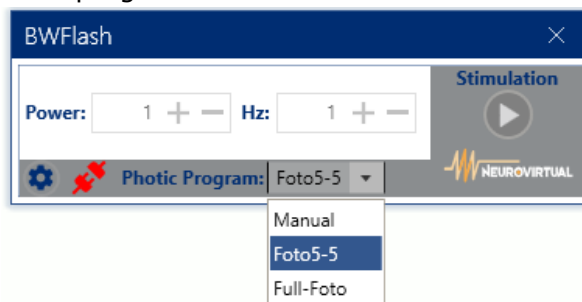 BWFlash
Stimulation
Power: 1 Hz: 1
Photic Program: Foto5-5
NEUROVIRTUAL
Manual
Foto5-5
Full-Foto